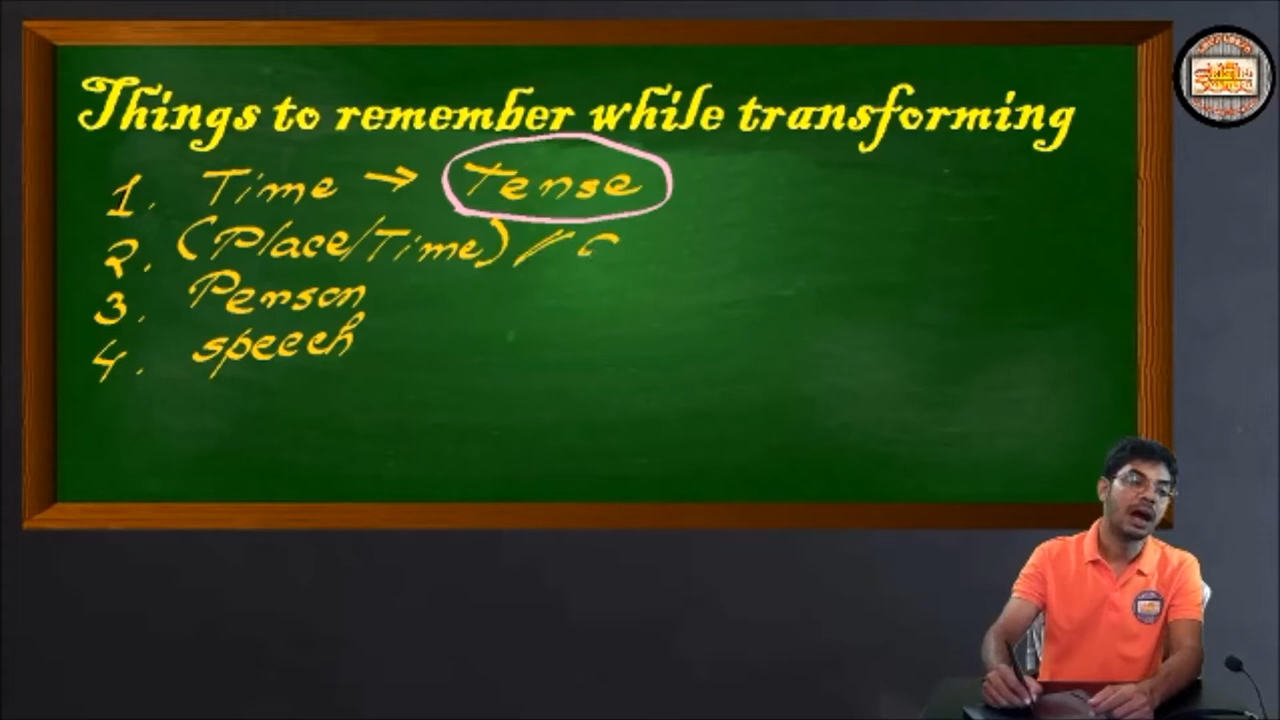 Things to remember while transforming
1. Time → Tense
2. (Place/Time)
3. Person
4. speech